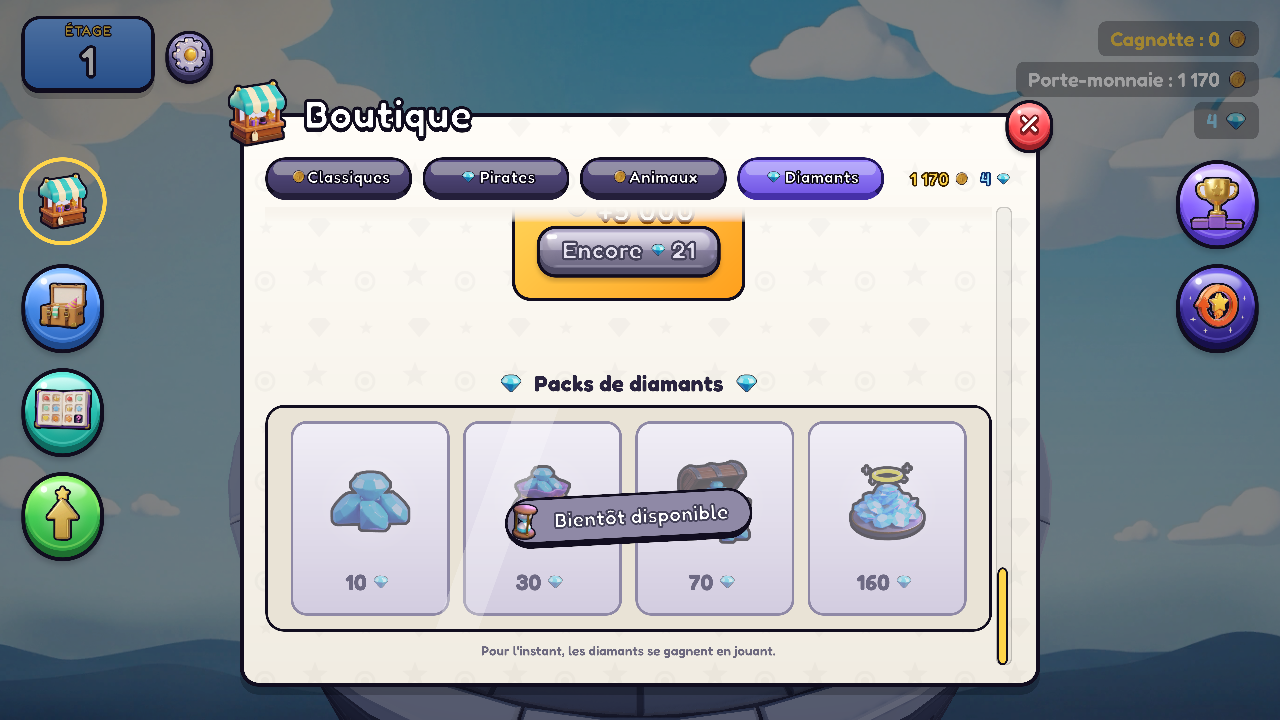 ÉTAGE
1
Cagnotte : 0
Porte-monnaie : 1 170
4
Boutique
Classiques
Pirates
Animaux
Diamants
1 170
4
Encore 21
Packs de diamants
Bientôt disponible
10
30
70
160
Pour l'instant, les diamants se gagnent en jouant.